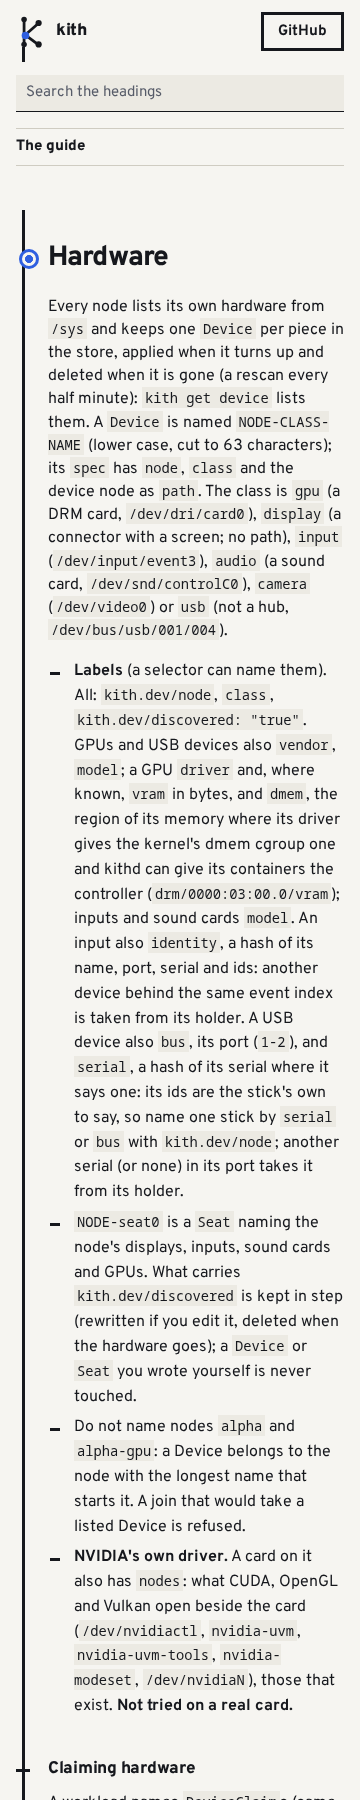 kith
GitHub
Search the headings
The guide
Hardware
Every node lists its own hardware from
/sys and keeps one Device per piece in
the store, applied when it turns up and
deleted when it is gone (a rescan every
half minute): kith get device lists
them. A Device is named NODE-CLASS-
NAME (lower case, cut to 63 characters);
its spec has node, class and the
device node as path. The class is gpu (a
DRM card, /dev/dri/card0), display (a
connector with a screen; no path), input
(/dev/input/event3), audio (a sound
card, /dev/snd/controlC0), camera
(/dev/video0) or usb (not a hub,
/dev/bus/usb/001/004).
Labels (a selector can name them).
All: kith.dev/node, class,
kith.dev/discovered: "true".
GPUs and USB devices also vendor,
model; a GPU driver and, where
known, vram in bytes, and dmem, the
region of its memory where its driver
gives the kernel's dmem cgroup one
and kithd can give its containers the
controller (drm/0000:03:00.0/vram);
inputs and sound cards model. An
input also identity, a hash of its
name, port, serial and ids: another
device behind the same event index
is taken from its holder. A USB
device also bus, its port (1-2), and
serial, a hash of its serial where it
says one: its ids are the stick's own
to say, so name one stick by serial
or bus with kith.dev/node; another
serial (or none) in its port takes it
from its holder.
NODE-seat0 is a Seat naming the
node's displays, inputs, sound cards
and GPUs. What carries
kith.dev/discovered is kept in step
(rewritten if you edit it, deleted when
the hardware goes); a Device or
Seat you wrote yourself is never
touched.
Do not name nodes alpha and
alpha-gpu: a Device belongs to the
node with the longest name that
starts it. A join that would take a
listed Device is refused.
NVIDIA's own driver. A card on it
also has nodes: what CUDA, OpenGL
and Vulkan open beside the card
(/dev/nvidiactl, nvidia-uvm,
nvidia-uvm-tools, nvidia-
modeset, /dev/nvidiaN), those that
exist. Not tried on a real card.
Claiming hardware